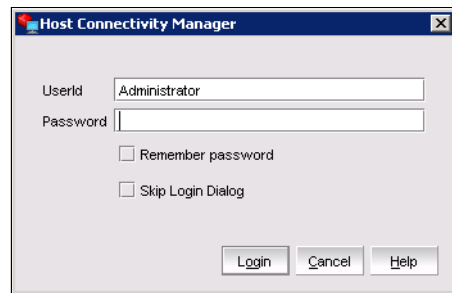 Host Connectivity Manager
UserId Administrator
Password
Remember password
Skip Login Dialog
Login Cancel Help